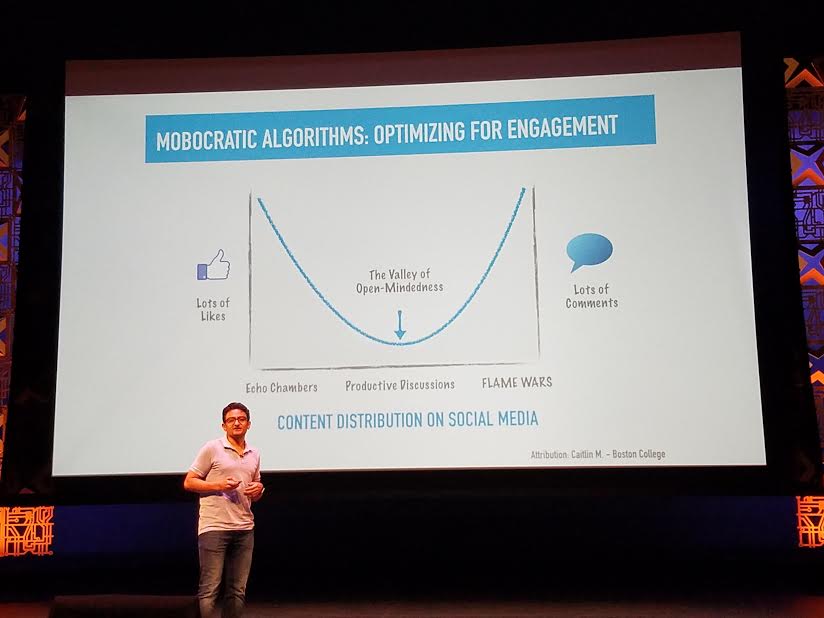 MOBOCRATIC ALGORITHMS: OPTIMIZING FOR ENGAGEMENT
The Valley of
Open-Mindedness
Lots of
Likes
Lots of
Comments
Echo Chambers
Productive Discussions
FLAME WARS
CONTENT DISTRIBUTION ON SOCIAL MEDIA
Attribution: Caitlin M. – Boston College